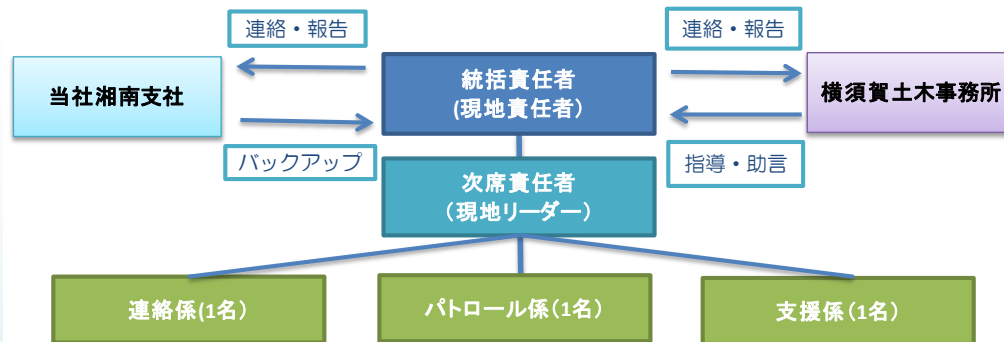 連絡・報告
連絡・報告
当社湘南支社
統括責任者
(現地責任者）
横須賀土木事務所
バックアップ
指導・助言
次席責任者
（現地リーダー）
連絡係(1名）
パトロール係（1名）
支援係（1名）